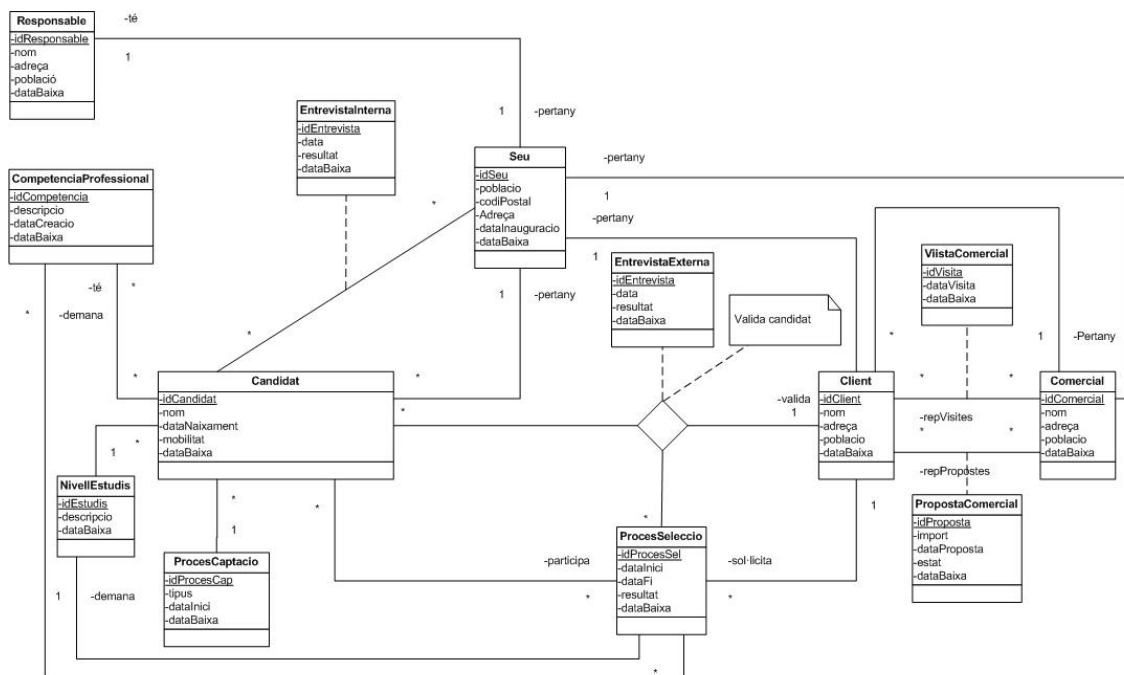 Responsable
-idResponsable
-nom
-adreça
-població
-dataBaixa
-té
1
1
-pertany
EntrevistaInterna
-idEntrevista
-data
-resultat
-dataBaixa
Seu
-idSeu
-poblacio
-codiPostal
-Adreça
-dataInauguracio
-dataBaixa
-pertany
1
-pertany
1
1
-pertany
*
*
CompetenciaProfessional
-idCompetencia
-descripcio
-dataCreacio
-dataBaixa
-té
*
*
-demana
*
EntrevistaExterna
-idEntrevista
-data
-resultat
-dataBaixa
Valida candidat
ViistaComercial
-idVisita
-dataVisita
-dataBaixa
*
1
-Pertany
Candidat
-idCandidat
-nom
-dataNaixament
-mobilitat
-dataBaixa
*
*
-valida
1
Client
-idClient
-nom
-adreça
-població
-dataBaixa
*
*
-repVisites
*
*
-repPropostes
Comercial
-idComercial
-nom
-adreça
-població
-dataBaixa
1
*
NivellEstudis
-idEstudis
-descripcio
-dataBaixa
*
1
*
ProcesCaptacio
-idProcesCap
-tipus
-dataInici
-dataBaixa
1
-demana
-participa
*
*
ProcesSeleccio
-idProcesSel
-dataInici
-dataFi
-resultat
-dataBaixa
-sol·licita
*
1
PropostaComercial
-idProposta
-import
-dataProposta
-estat
-dataBaixa
*